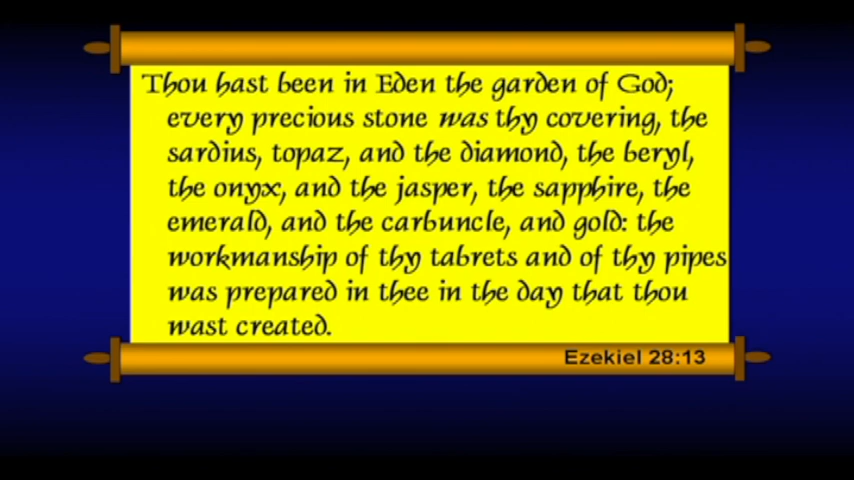 Thou hast been in Eden the garden of God;
every precious stone was thy covering, the
sardius, topaz, and the diamond, the beryl,
the onyx, and the jasper, the sapphire, the
emerald, and the carbuncle, and gold: the
workmanship of thy tabrets and of thy pipes
was prepared in thee in the day that thou
wast created.
Ezekiel 28:13